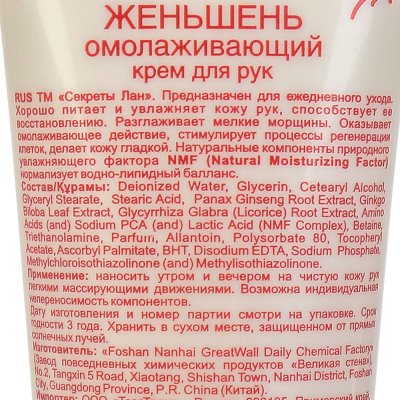 ЖЕНЬШЕНЬ
омолаживающий
крем для рук
RUS ТМ «Секреты Лан». Предназначен для ежедневного ухода.
Хорошо питает и увлажняет кожу рук, способствует ее
восстановлению. Разглаживает мелкие морщины. Оказывает
омолаживающее действие, стимулирует процессы регенерации
клеток, делает кожу гладкой. Натуральные компоненты природного
увлажняющего фактора NMF (Natural Moisturizing Factor)
нормализует водно-липидный балланс.
Состав/Құрамы: Deionized Water, Glycerin, Cetearyl Alcohol,
Glyceryl Stearate, Stearic Acid, Panax Ginseng Root Extract, Ginkgo
Biloba Leaf Extract, Glycyrrhiza Glabra (Licorice) Root Extract, Amino
Acids (and) Sodium PCA (and) Lactic Acid (NMF Complex), Betaine,
Triethanolamine, Parfum, Allantoin, Polysorbate 80, Tocopheryl
Acetate, Ascorbyl Palmitate, BHT, Disodium EDTA, Sodium Phosphate,
Methylchloroisothiazolinone (and) Methylisothiazolinone.
Применение: наносить утром и вечером на чистую кожу рук
легкими массирующими движениями. Возможна индивидуальная
непереносимость компонентов.
Дату изготовления и номер партии смотри на упаковке. Срок
годности 3 года. Хранить в сухом месте, защищенном от прямых
солнечных лучей.
Изготовитель: «Foshan Nanhai GreatWall Daily Chemical Factory»
(Завод повседневных химических продуктов «Великая стена»),
No.2, Tangxin 5 Road, Xiaotang, Shishan Town, Nanhai District, Foshan
City, Guangdong Province, P.R. China (Китай).
Импортер: ООО